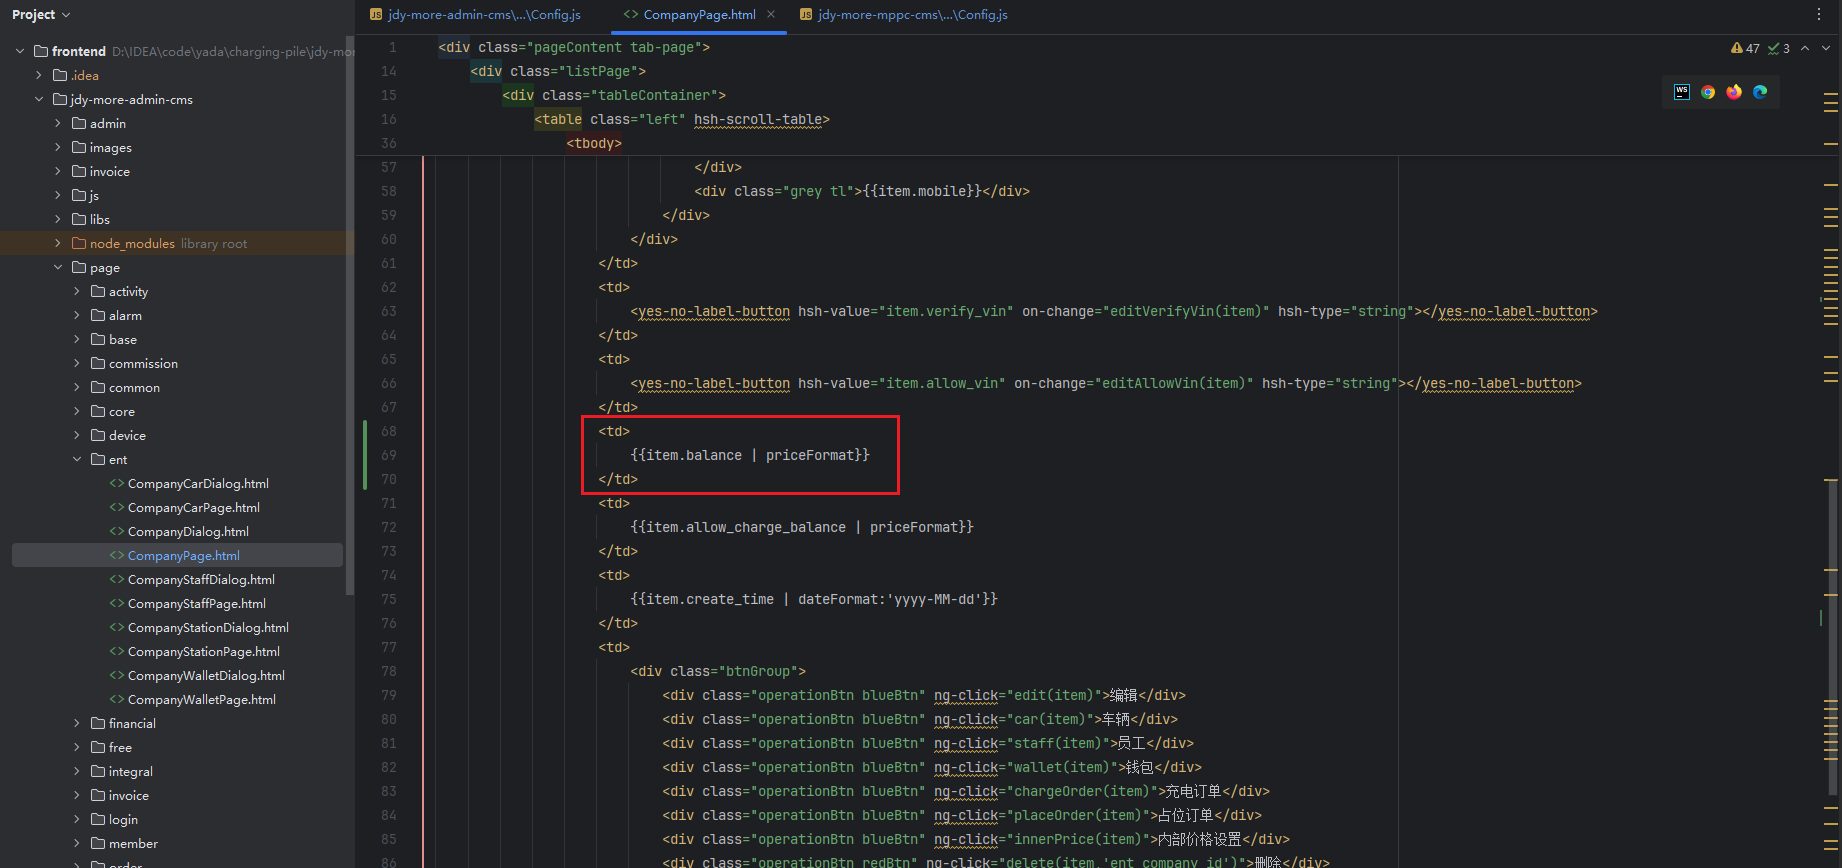 Project
frontend D:\IDEA\code\yada\charging-pile\jdy-mor
.idea
jdy-more-admin-cms
admin
images
invoice
js
libs
node_modules library root
page
activity
alarm
base
commission
common
core
device
ent
CompanyCarDialog.html
CompanyCarPage.html
CompanyDialog.html
CompanyPage.html
CompanyStaffDialog.html
CompanyStaffPage.html
CompanyStationDialog.html
CompanyStationPage.html
CompanyWalletDialog.html
CompanyWalletPage.html
financial
free
integral
invoice
login
member
order
JS jdy-more-admin-cms\...\Config.js <> CompanyPage.html JS jdy-more-mppc-cms\...\Config.js
47 3
WS
1 <div class="pageContent tab-page">
14 <div class="listPage">
15 <div class="tableContainer">
16 <table class="left" hsh-scroll-table>
36 <tbody>
57 </div>
58 <div class="grey tl">{{item.mobile}}</div>
59 </div>
60 </div>
61 </td>
62 <td>
63 <yes-no-label-button hsh-value="item.verify_vin" on-change="editVerifyVin(item)" hsh-type="string"></yes-no-label-button>
64 </td>
65 <td>
66 <yes-no-label-button hsh-value="item.allow_vin" on-change="editAllowVin(item)" hsh-type="string"></yes-no-label-button>
67 </td>
68 <td>
69 {{item.balance | priceFormat}}
70 </td>
71 <td>
72 {{item.allow_charge_balance | priceFormat}}
73 </td>
74 <td>
75 {{item.create_time | dateFormat:'yyyy-MM-dd'}}
76 </td>
77 <td>
78 <div class="btnGroup">
79 <div class="operationBtn blueBtn" ng-click="edit(item)">编辑</div>
80 <div class="operationBtn blueBtn" ng-click="car(item)">车辆</div>
81 <div class="operationBtn blueBtn" ng-click="staff(item)">员工</div>
82 <div class="operationBtn blueBtn" ng-click="wallet(item)">钱包</div>
83 <div class="operationBtn blueBtn" ng-click="chargeOrder(item)">充电订单</div>
84 <div class="operationBtn blueBtn" ng-click="placeOrder(item)">占位订单</div>
85 <div class="operationBtn blueBtn" ng-click="innerPrice(item)">内部价格设置</div>
86 <div class="operationBtn redBtn" ng-click="delete(item,'ent_company_id')">删除</div>